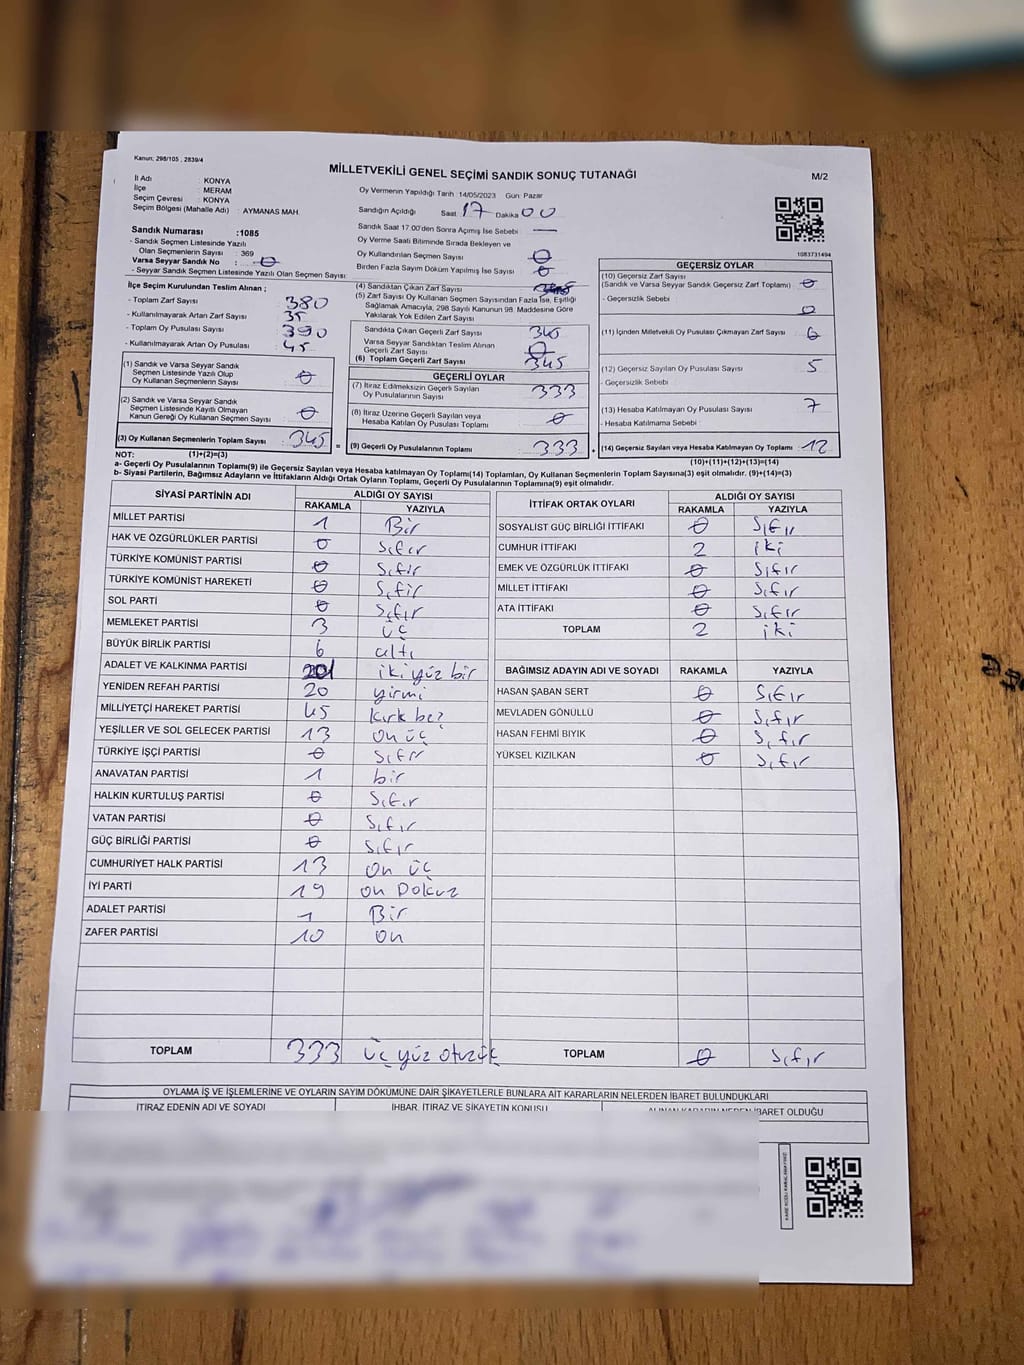 Kanun: 298/105 , 2839/4
MİLLETVEKİLİ GENEL SEÇİMİ SANDIK SONUÇ TUTANAĞI
M/2
İl Adı : KONYA
İlçe : MERAM
Seçim Çevresi : KONYA
Seçim Bölgesi (Mahalle Adı) : AYMANAS MAH.
Oy Vermenin Yapıldığı Tarih :14/05/2023 Gün: Pazar
Sandığın Açıldığı Saat 17 Dakika 00
Sandık Saat 17.00'den Sonra Açımış İse Sebebi —
Oy Verme Saati Bitiminde Sırada Bekleyen ve
Oy Kullandırılan Seçmen Sayısı 0
Birden Fazla Sayım Döküm Yapılmış İse Sayısı 0
1083731494
Sandık Numarası :1085
- Sandık Seçmen Listesinde Yazılı
Olan Seçmenlerin Sayısı : 369
Varsa Seyyar Sandık No : 0
- Seyyar Sandık Seçmen Listesinde Yazılı Olan Seçmen Sayısı:
İlçe Seçim Kurulundan Teslim Alınan ;
- Toplam Zarf Sayısı 380
- Kullanılmayarak Artan Zarf Sayısı 35
- Toplam Oy Pusulası Sayısı 390
- Kullanılmayarak Artan Oy Pusulası 45
(1) Sandık ve Varsa Seyyar Sandık
Seçmen Listesinde Yazılı Olup
Oy Kullanan Seçmenlerin Sayısı 0
(2) Sandık ve Varsa Seyyar Sandık
Seçmen Listesinde Kayıtlı Olmayan
Kanun Gereği Oy Kullanan Seçmen Sayısı 0
(3) Oy Kullanan Seçmenlerin Toplam Sayısı 345 =
(4) Sandıktan Çıkan Zarf Sayısı
(5) Zarf Sayısı Oy Kullanan Seçmen Sayısından Fazla İse, Eşitliği
Sağlamak Amacıyla, 298 Sayılı Kanunun 98. Maddesine Göre
Yakılarak Yok Edilen Zarf Sayısı
Sandıkta Çıkan Geçerli Zarf Sayısı 345
Varsa Seyyar Sandıktan Teslim Alınan
Geçerli Zarf Sayısı 0
(6) Toplam Geçerli Zarf Sayısı 345
GEÇERLİ OYLAR
(7) İtiraz Edilmeksizin Geçerli Sayılan
Oy Pusulalarının Sayısı 333
(8) İtiraz Üzerine Geçerli Sayılan veya
Hesaba Katılan Oy Pusulası Toplamı 0
(9) Geçerli Oy Pusulalarının Toplamı 333 +
GEÇERSİZ OYLAR
(10) Geçersiz Zarf Sayısı
(Sandık ve Varsa Seyyar Sandık Geçersiz Zarf Toplamı) 0
- Geçersizlik Sebebi
0
(11) İçinden Milletvekili Oy Pusulası Çıkmayan Zarf Sayısı 6
(12) Geçersiz Sayılan Oy Pusulası Sayısı 5
- Geçersizlik Sebebi
(13) Hesaba Katılmayan Oy Pusulası Sayısı 7
- Hesaba Katılmama Sebebi :
(14) Geçersiz Sayılan veya Hesaba Katılmayan Oy Toplamı 12
NOT: (1)+(2)=(3) (10)+(11)+(12)+(13)=(14)
a- Geçerli Oy Pusulalarının Toplamı(9) ile Geçersiz Sayılan veya Hesaba katılmayan Oy Toplamı(14) Toplamları, Oy Kullanan Seçmenlerin Toplam Sayısına(3) eşit olmalıdır. (9)+(14)=(3)
b- Siyasi Partilerin, Bağımsız Adayların ve İttifakların Aldığı Ortak Oyların Toplamı, Geçerli Oy Pusulalarının Toplamına(9) eşit olmalıdır.
SİYASİ PARTİNİN ADI ALDIĞI OY SAYISI
RAKAMLA YAZIYLA
MİLLET PARTİSİ 1 Bir
HAK VE ÖZGÜRLÜKLER PARTİSİ 0 Sıfır
TÜRKİYE KOMÜNİST PARTİSİ 0 Sıfır
TÜRKİYE KOMÜNİST HAREKETİ 0 Sıfır
SOL PARTİ 0 Sıfır
MEMLEKET PARTİSİ 3 üç
BÜYÜK BİRLİK PARTİSİ 6 altı
ADALET VE KALKINMA PARTİSİ 201 iki yüz bir
YENİDEN REFAH PARTİSİ 20 yirmi
MİLLİYETÇİ HAREKET PARTİSİ 45 kırk beş
YEŞİLLER VE SOL GELECEK PARTİSİ 13 on üç
TÜRKİYE İŞÇİ PARTİSİ 0 Sıfır
ANAVATAN PARTİSİ 1 bir
HALKIN KURTULUŞ PARTİSİ 0 Sıfır
VATAN PARTİSİ 0 Sıfır
GÜÇ BİRLİĞİ PARTİSİ 0 Sıfır
CUMHURİYET HALK PARTİSİ 13 on üç
İYİ PARTİ 19 on Dokuz
ADALET PARTİSİ 1 Bir
ZAFER PARTİSİ 10 on
TOPLAM 333 üç yüz otuzüç
İTTİFAK ORTAK OYLARI ALDIĞI OY SAYISI
RAKAMLA YAZIYLA
SOSYALİST GÜÇ BİRLİĞİ İTTİFAKI 0 Sıfır
CUMHUR İTTİFAKI 2 iki
EMEK VE ÖZGÜRLÜK İTTİFAKI 0 Sıfır
MİLLET İTTİFAKI 0 Sıfır
ATA İTTİFAKI 0 Sıfır
TOPLAM 2 iki
BAĞIMSIZ ADAYIN ADI VE SOYADI RAKAMLA YAZIYLA
HASAN ŞABAN SERT 0 Sıfır
MEVLADEN GÖNÜLLÜ 0 Sıfır
HASAN FEHMİ BIYIK 0 Sıfır
YÜKSEL KIZILKAN 0 Sıfır
TOPLAM 0 Sıfır
OYLAMA İŞ VE İŞLEMLERİNE VE OYLARIN SAYIM DÖKÜMÜNE DAİR ŞİKAYETLERLE BUNLARA AİT KARARLARIN NELERDEN İBARET BULUNDUKLARI
İTİRAZ EDENİN ADI VE SOYADI İHBAR, İTİRAZ VE ŞİKAYETİN KONUSU ALINAN KARARIN NEDEN İBARET OLDUĞU